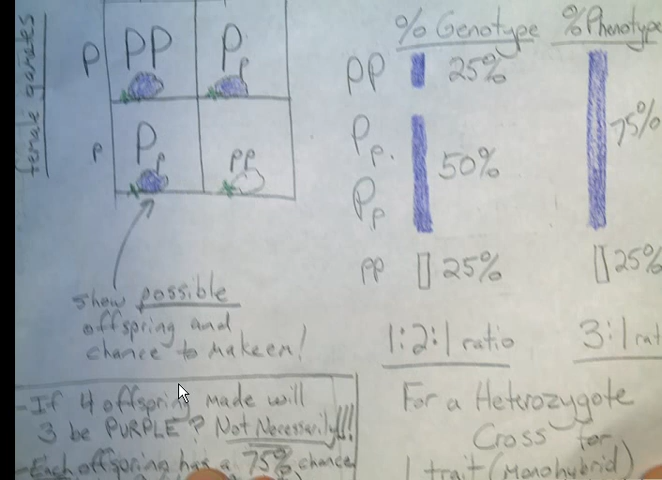 female gametes
% Genotype
% Phenotype
P
PP
Pp
PP
25%
75%
p
Pp
pp
Pp
Pp
50%
pp
25%
25%
show possible
offspring and
chance to make em!
1:2:1 ratio
3:1 rat
-If 4 offspring made will
3 be PURPLE? Not Necessarily!!!
-Each offspring has a 75% chance
For a Heterozygote
Cross for
1 trait (Monohybrid)